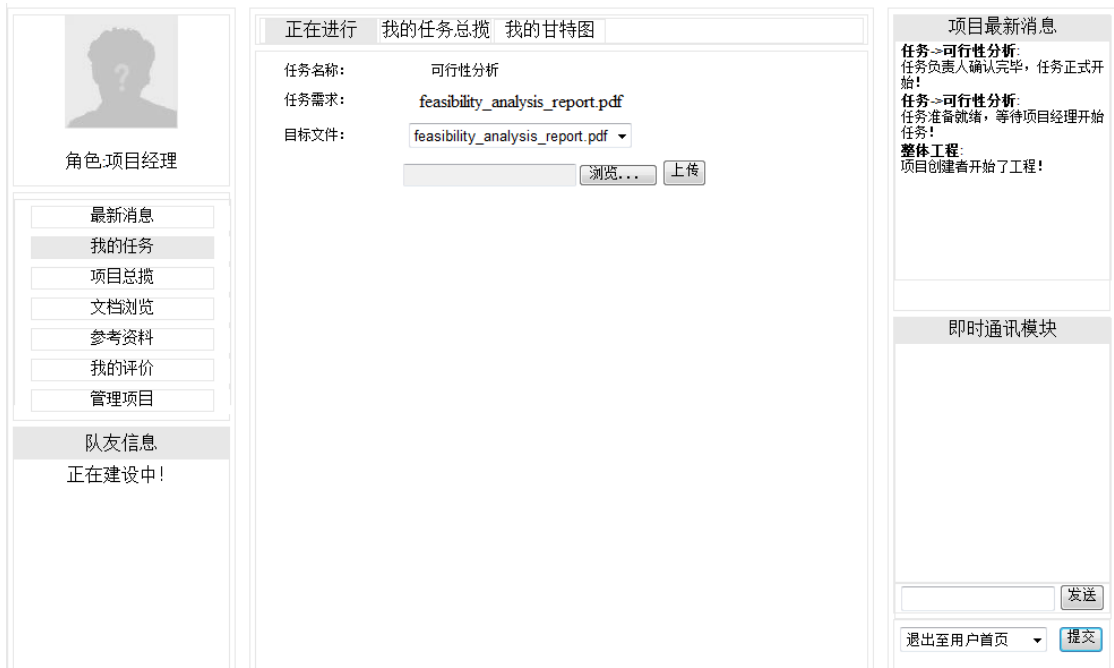 角色:项目经理
最新消息
我的任务
项目总揽
文档浏览
参考资料
我的评价
管理项目
队友信息
正在建设中!
正在进行 我的任务总揽 我的甘特图
任务名称: 可行性分析
任务需求: feasibility_analysis_report.pdf
目标文件: feasibility_analysis_report.pdf
浏览... 上传
项目最新消息
任务->可行性分析:
任务负责人确认完毕，任务正式开
始!
任务->可行性分析:
任务准备就绪，等待项目经理开始
任务!
整体工程:
项目创建者开始了工程!
即时通讯模块
发送
退出至用户首页 提交